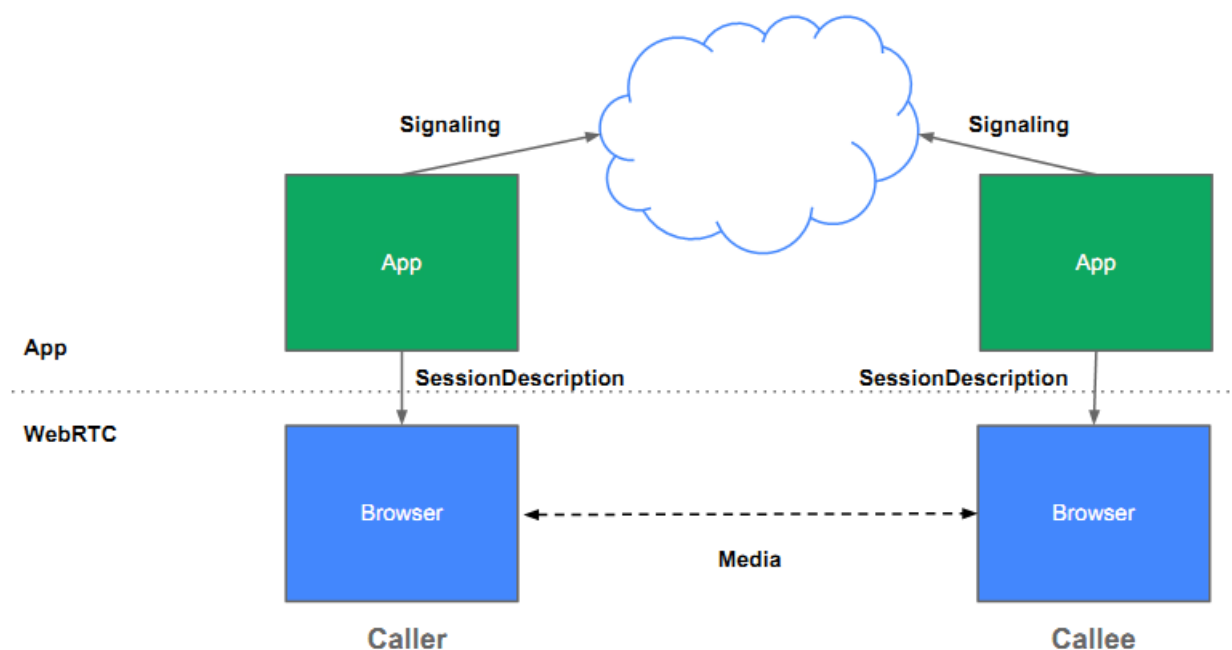 Signaling
Signaling
App
App
App
SessionDescription
SessionDescription
WebRTC
Browser
Browser
Media
Caller
Callee